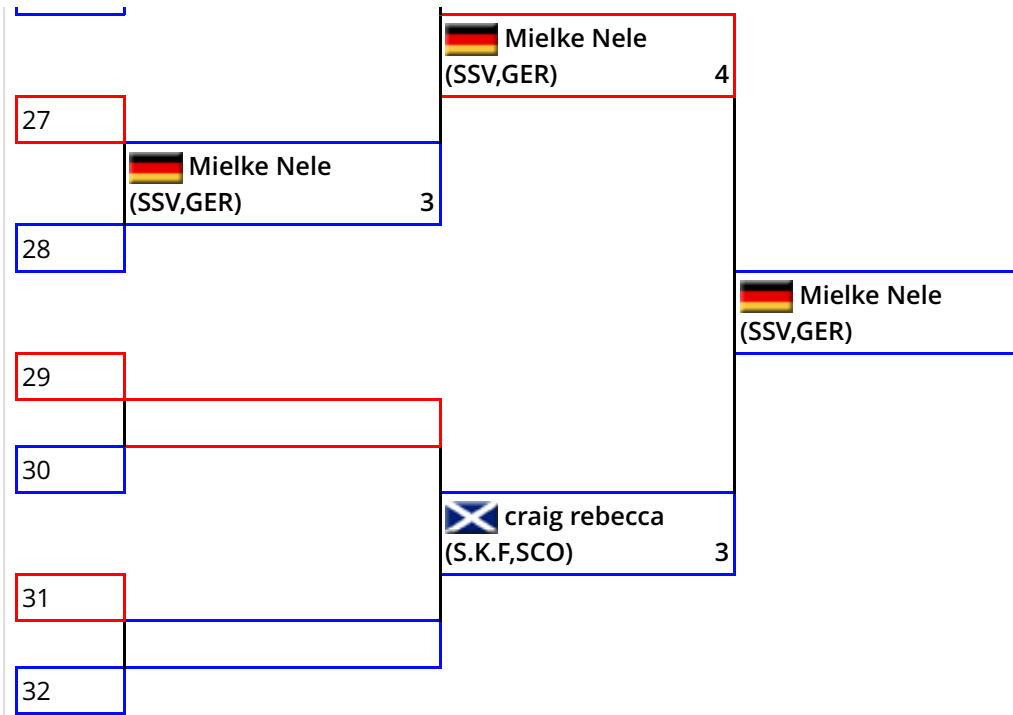 Mielke Nele
(SSV,GER) 4
27
Mielke Nele
(SSV,GER) 3
28
Mielke Nele
(SSV,GER)
29
30
craig rebecca
(S.K.F,SCO) 3
31
32